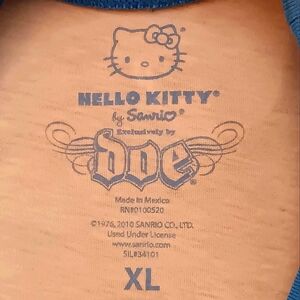 HELLO KITTY®
by Sanrio®
Exclusively by
doe
Made in Mexico
RN#0100520
©1976, 2010 SANRIO CO., LTD.
Used Under License
www.sanrio.com
SIL#34101
XL